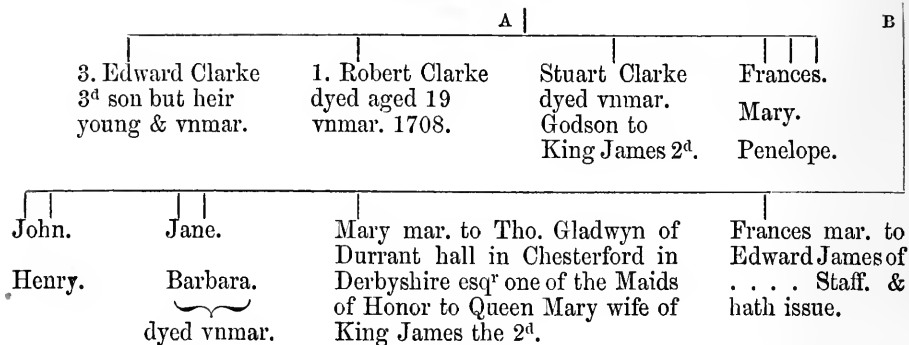 A B
3. Edward Clarke
3d son but heir
young & vnmar.
1. Robert Clarke
dyed aged 19
vnmar. 1708.
Stuart Clarke
dyed vnmar.
Godson to
King James 2d.
Frances.
Mary.
Penelope.
John.
Henry.
Jane.
Barbara.
dyed vnmar.
Mary mar. to Tho. Gladwyn of
Durrant hall in Chesterford in
Derbyshire esqr one of the Maids
of Honor to Queen Mary wife of
King James the 2d.
Frances mar. to
Edward James of
. . . . Staff. &
hath issue.